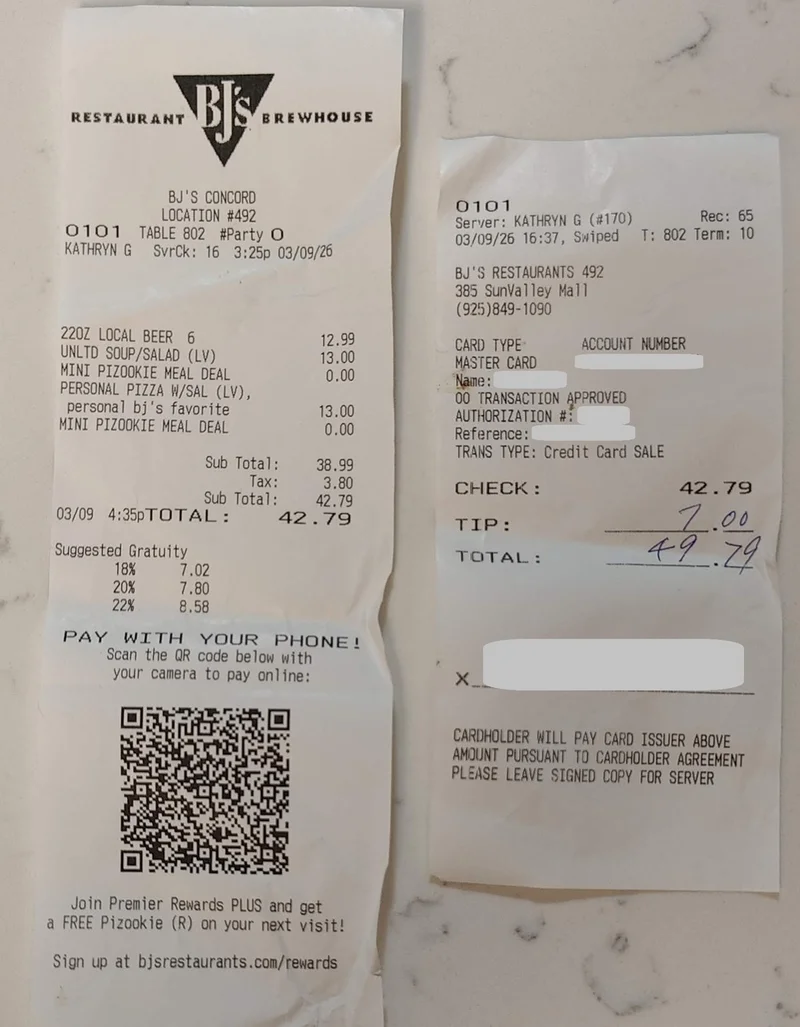 RESTAURANT BJ's BREWHOUSE
BJ'S CONCORD
LOCATION #492
0101 TABLE 802 #Party 0
KATHRYN G SvrCk: 16 3:25p 03/09/26
22OZ LOCAL BEER 6 12.99
UNLTD SOUP/SALAD (LV) 13.00
MINI PIZOOKIE MEAL DEAL 0.00
PERSONAL PIZZA W/SAL (LV),
personal bj's favorite 13.00
MINI PIZOOKIE MEAL DEAL 0.00
Sub Total: 38.99
Tax: 3.80
Sub Total: 42.79
03/09 4:35p TOTAL: 42.79
Suggested Gratuity
18% 7.02
20% 7.80
22% 8.58
PAY WITH YOUR PHONE!
Scan the QR code below with
your camera to pay online:
Join Premier Rewards PLUS and get
a FREE Pizookie (R) on your next visit!
Sign up at bjsrestaurants.com/rewards
0101
Server: KATHRYN G (#170) Rec: 65
03/09/26 16:37, Swiped T: 802 Term: 10
BJ'S RESTAURANTS 492
385 SunValley Mall
(925)849-1090
CARD TYPE ACCOUNT NUMBER
MASTER CARD
Name:
00 TRANSACTION APPROVED
AUTHORIZATION #:
Reference:
TRANS TYPE: Credit Card SALE
CHECK: 42.79
TIP: 7.00
TOTAL: 49.79
X
CARDHOLDER WILL PAY CARD ISSUER ABOVE
AMOUNT PURSUANT TO CARDHOLDER AGREEMENT
PLEASE LEAVE SIGNED COPY FOR SERVER